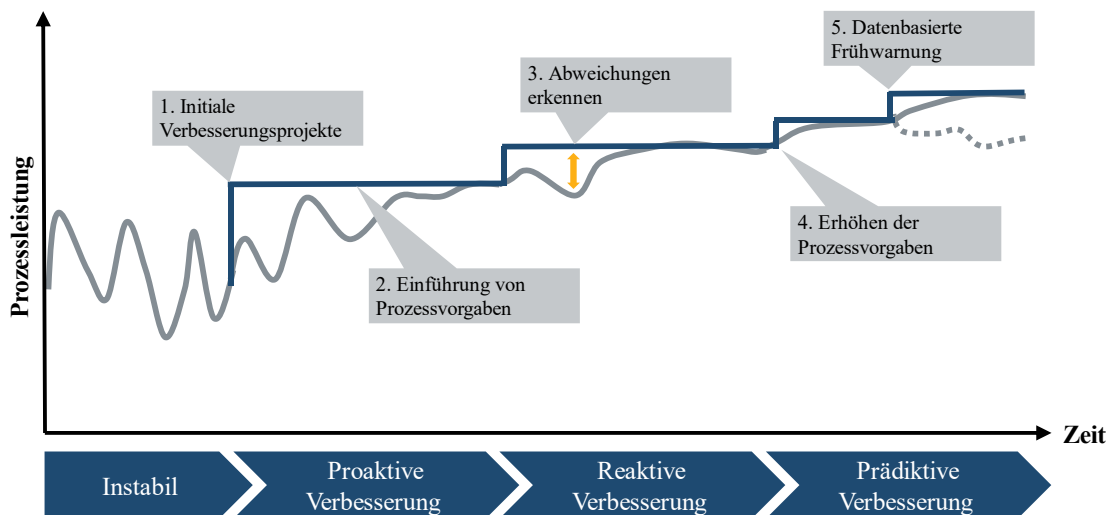 5. Datenbasierte
Frühwarnung
3. Abweichungen
erkennen
1. Initiale
Verbesserungsprojekte
4. Erhöhen der
Prozessvorgaben
2. Einführung von
Prozessvorgaben
Prozessleistung
Zeit
Instabil
Proaktive
Verbesserung
Reaktive
Verbesserung
Prädiktive
Verbesserung